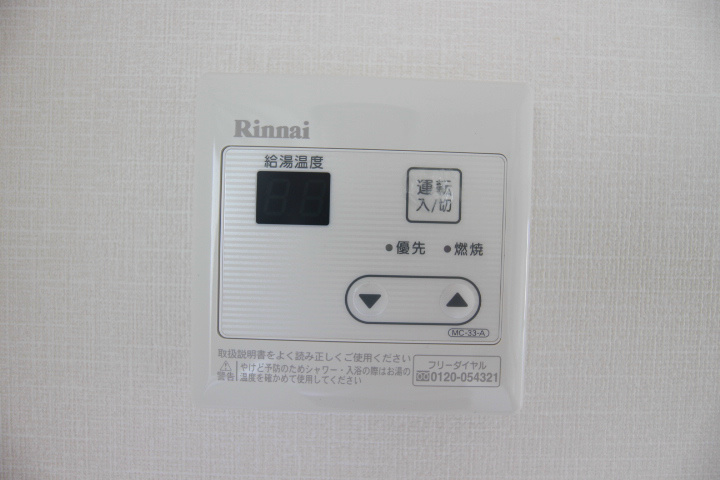 Rinnai
給湯温度
運転
入/切
優先
燃焼
MC-33-A
取扱説明書をよく読み正しくご使用ください
警告 やけど予防のためシャワー・入浴の際はお湯の
温度を確かめて使用してください
フリーダイヤル
0120-054321